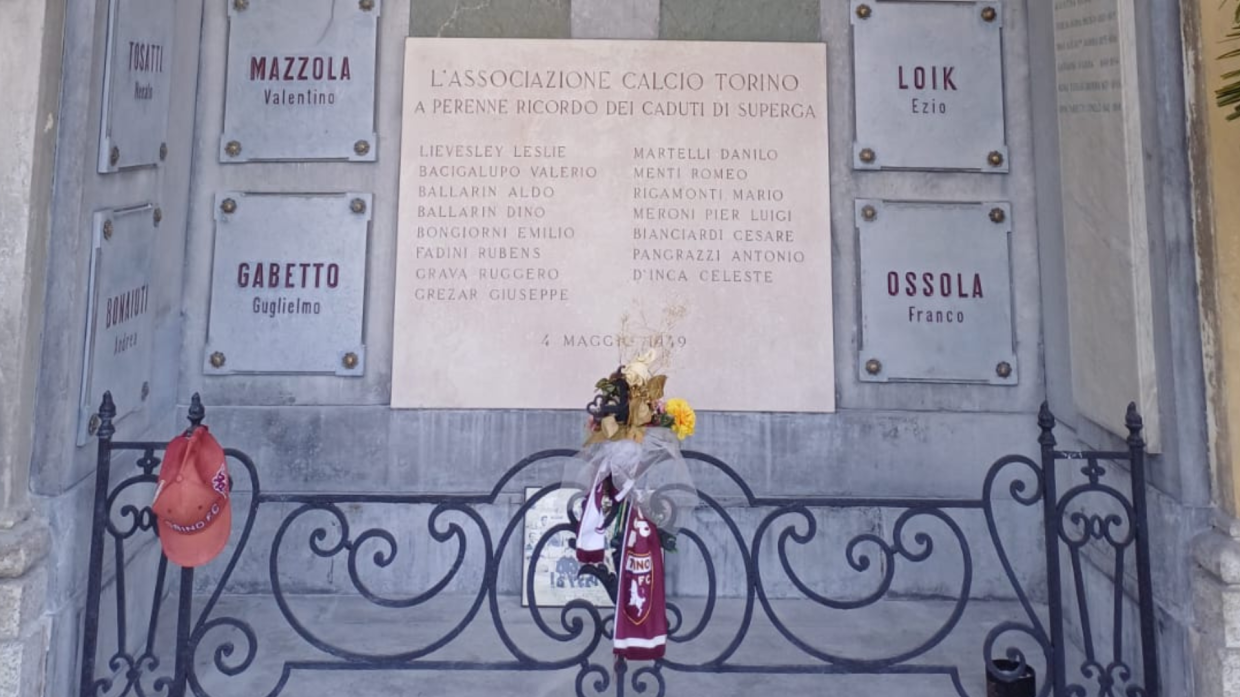 TOSATTI
Renato
MAZZOLA
Valentino
BONAIUTI
Andrea
GABETTO
Guglielmo
L'ASSOCIAZIONE CALCIO TORINO
A PERENNE RICORDO DEI CADUTI DI SUPERGA
LIEVESLEY LESLIE
BACIGALUPO VALERIO
BALLARIN ALDO
BALLARIN DINO
BONGIORNI EMILIO
FADINI RUBENS
GRAVA RUGGERO
GREZAR GIUSEPPE
MARTELLI DANILO
MENTI ROMEO
RIGAMONTI MARIO
MERONI PIER LUIGI
BIANCIARDI CESARE
PANGRAZZI ANTONIO
D'INCA CELESTE
4 MAGGIO 1949
LOIK
Ezio
OSSOLA
Franco
FC